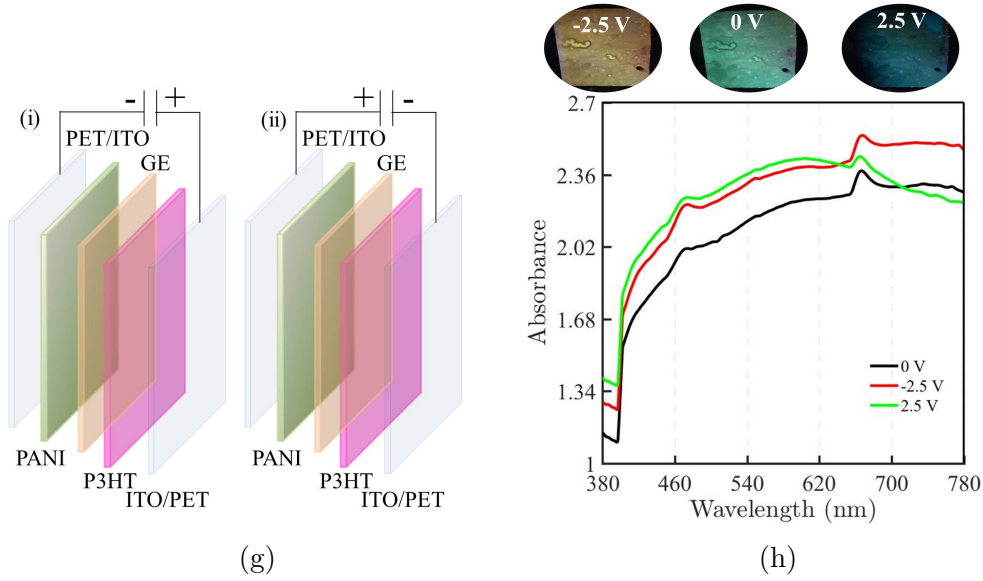 -2.5 V
0 V
2.5 V
(i)
- +
PET/ITO
GE
PANI
P3HT
ITO/PET
(ii)
+ -
PET/ITO
GE
PANI
P3HT
ITO/PET
(g)
2.7
2.36
2.02
1.68
1.34
1
Absorbance
0 V
-2.5 V
2.5 V
380 460 540 620 700 780
Wavelength (nm)
(h)